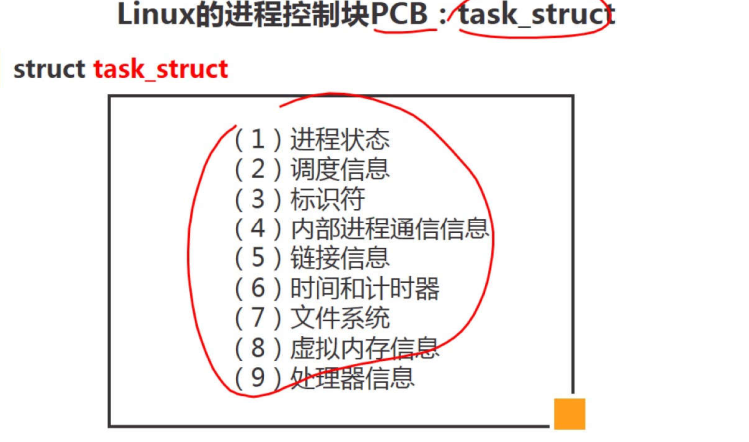 Linux的进程控制块PCB：task_struct
struct task_struct
（1）进程状态
（2）调度信息
（3）标识符
（4）内部进程通信信息
（5）链接信息
（6）时间和计时器
（7）文件系统
（8）虚拟内存信息
（9）处理器信息